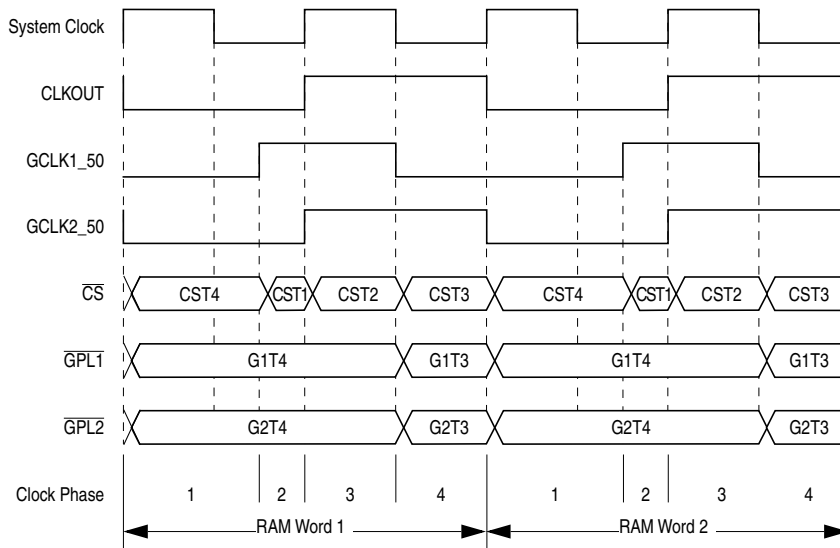 System Clock
CLKOUT
GCLK1_50
GCLK2_50
CS CST4 CST1 CST2 CST3 CST4 CST1 CST2 CST3
GPL1 G1T4 G1T3 G1T4 G1T3
GPL2 G2T4 G2T3 G2T4 G2T3
Clock Phase 1 2 3 4 1 2 3 4
RAM Word 1 RAM Word 2